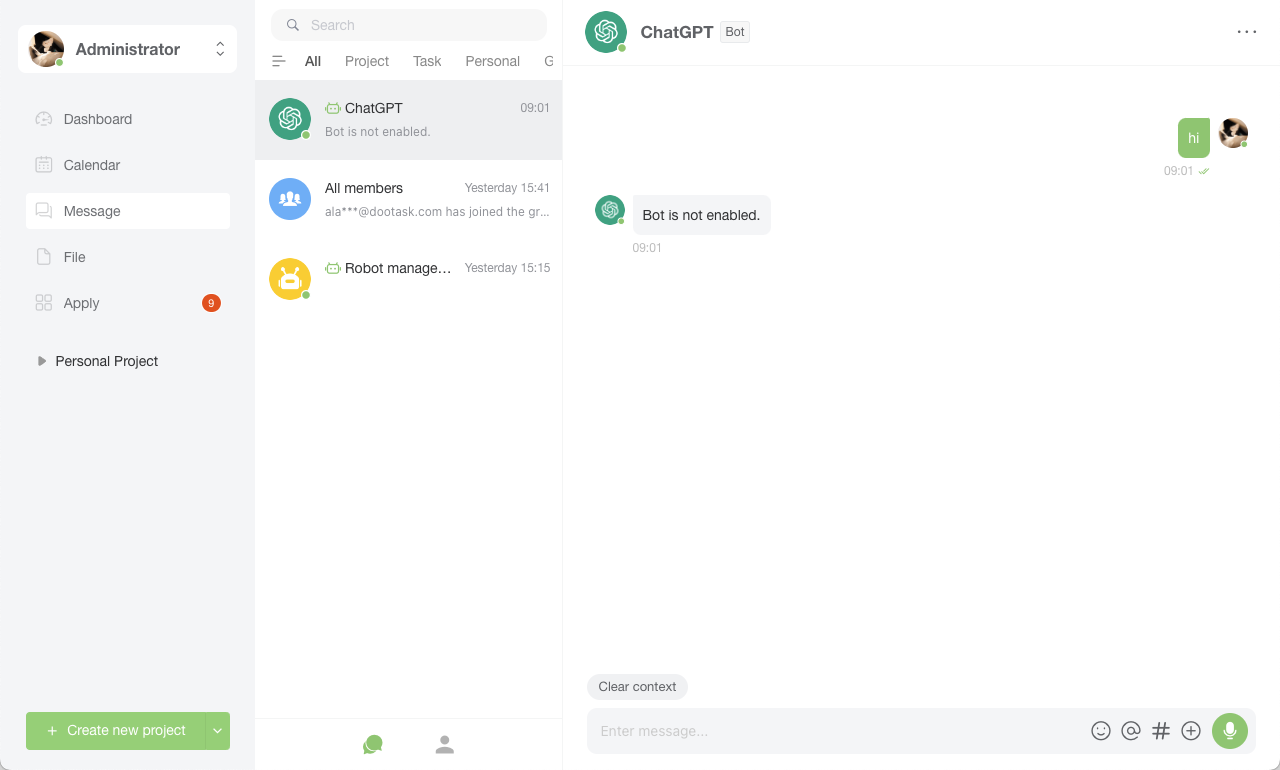 Administrator
Dashboard
Calendar
Message
File
Apply
9
Personal Project
+ Create new project
Search
All Project Task Personal G
ChatGPT 09:01
Bot is not enabled.
All members Yesterday 15:41
ala***@dootask.com has joined the gr...
Robot manage... Yesterday 15:15
ChatGPT Bot
hi
09:01
Bot is not enabled.
09:01
Clear context
Enter message...